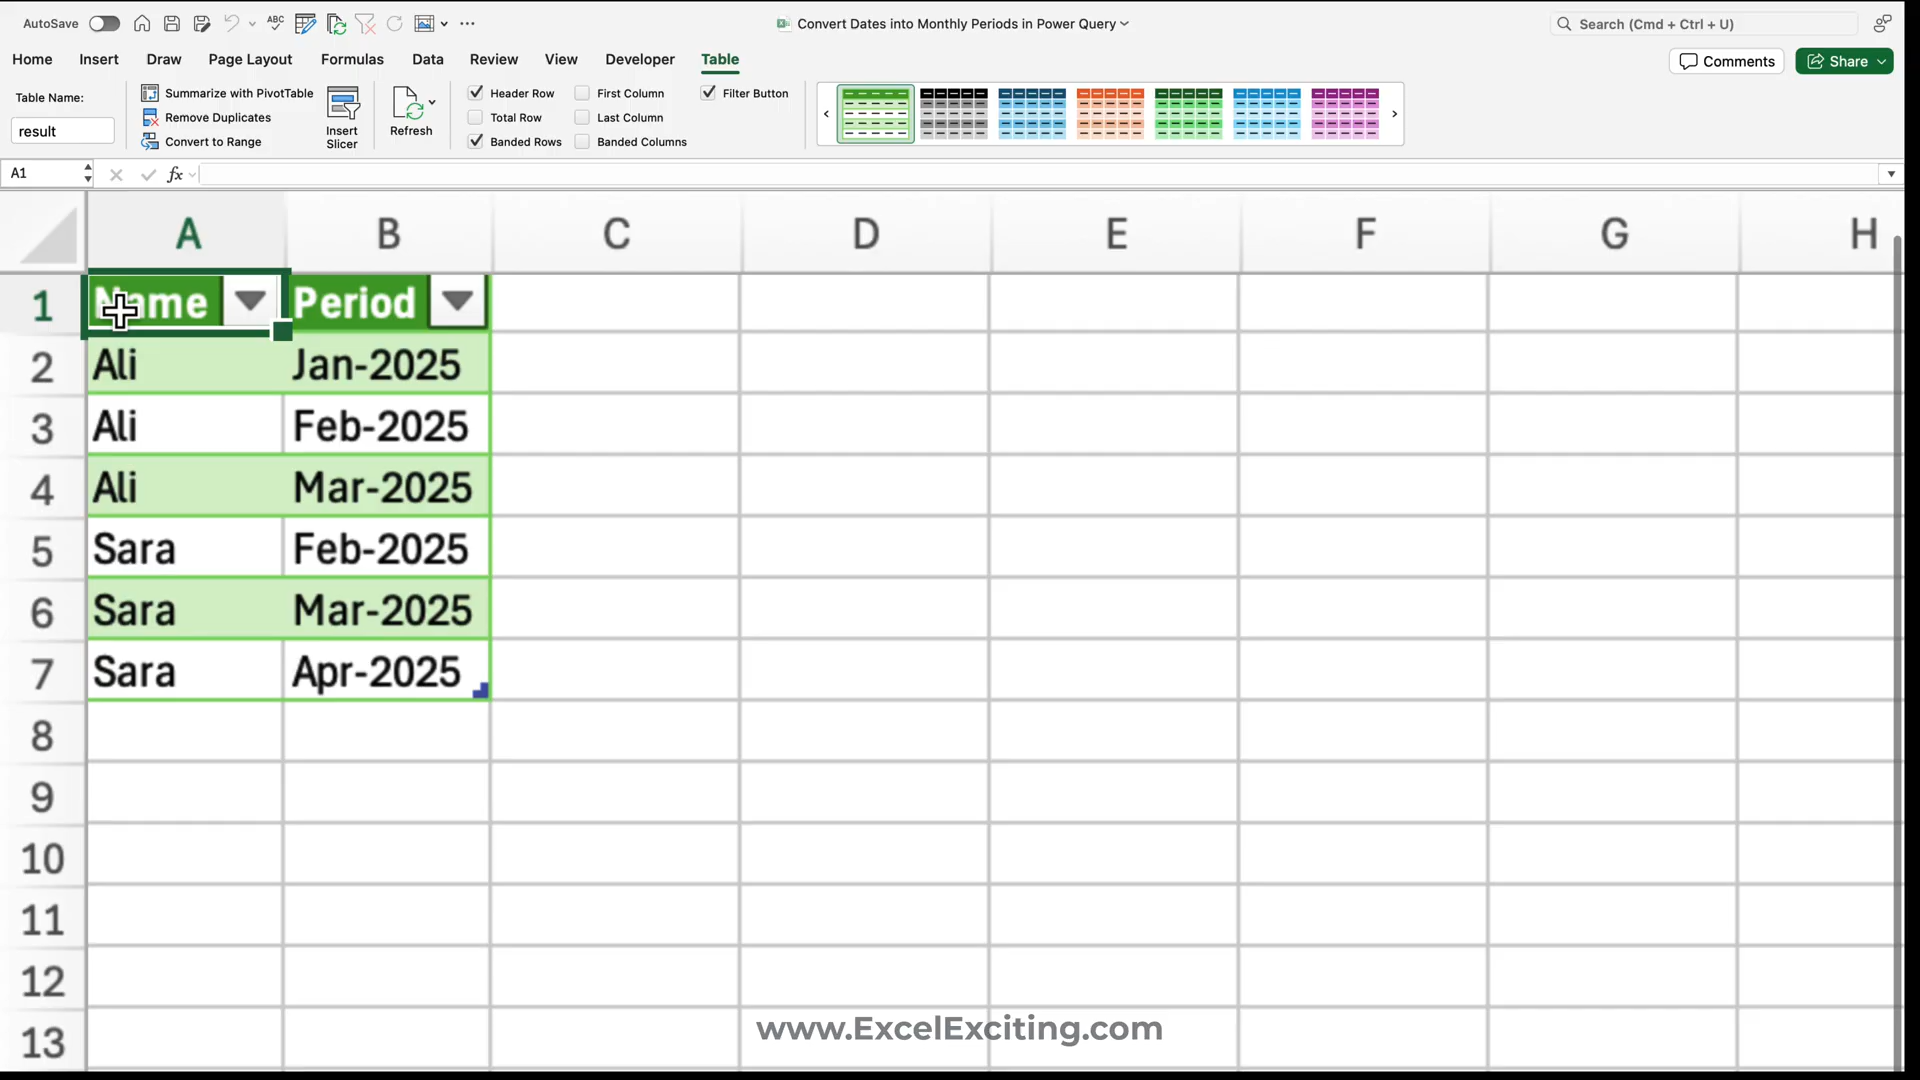 AutoSave
Convert Dates into Monthly Periods in Power Query
Search (Cmd + Ctrl + U)
Home Insert Draw Page Layout Formulas Data Review View Developer Table
Comments
Share
Table Name:
result
Summarize with PivotTable
Remove Duplicates
Convert to Range
Insert Slicer
Refresh
Header Row
Total Row
Banded Rows
First Column
Last Column
Banded Columns
Filter Button
A1
fx
A B C D E F G H
1 Name Period
2 Ali Jan-2025
3 Ali Feb-2025
4 Ali Mar-2025
5 Sara Feb-2025
6 Sara Mar-2025
7 Sara Apr-2025
8
9
10
11
12
13
www.ExcelExciting.com